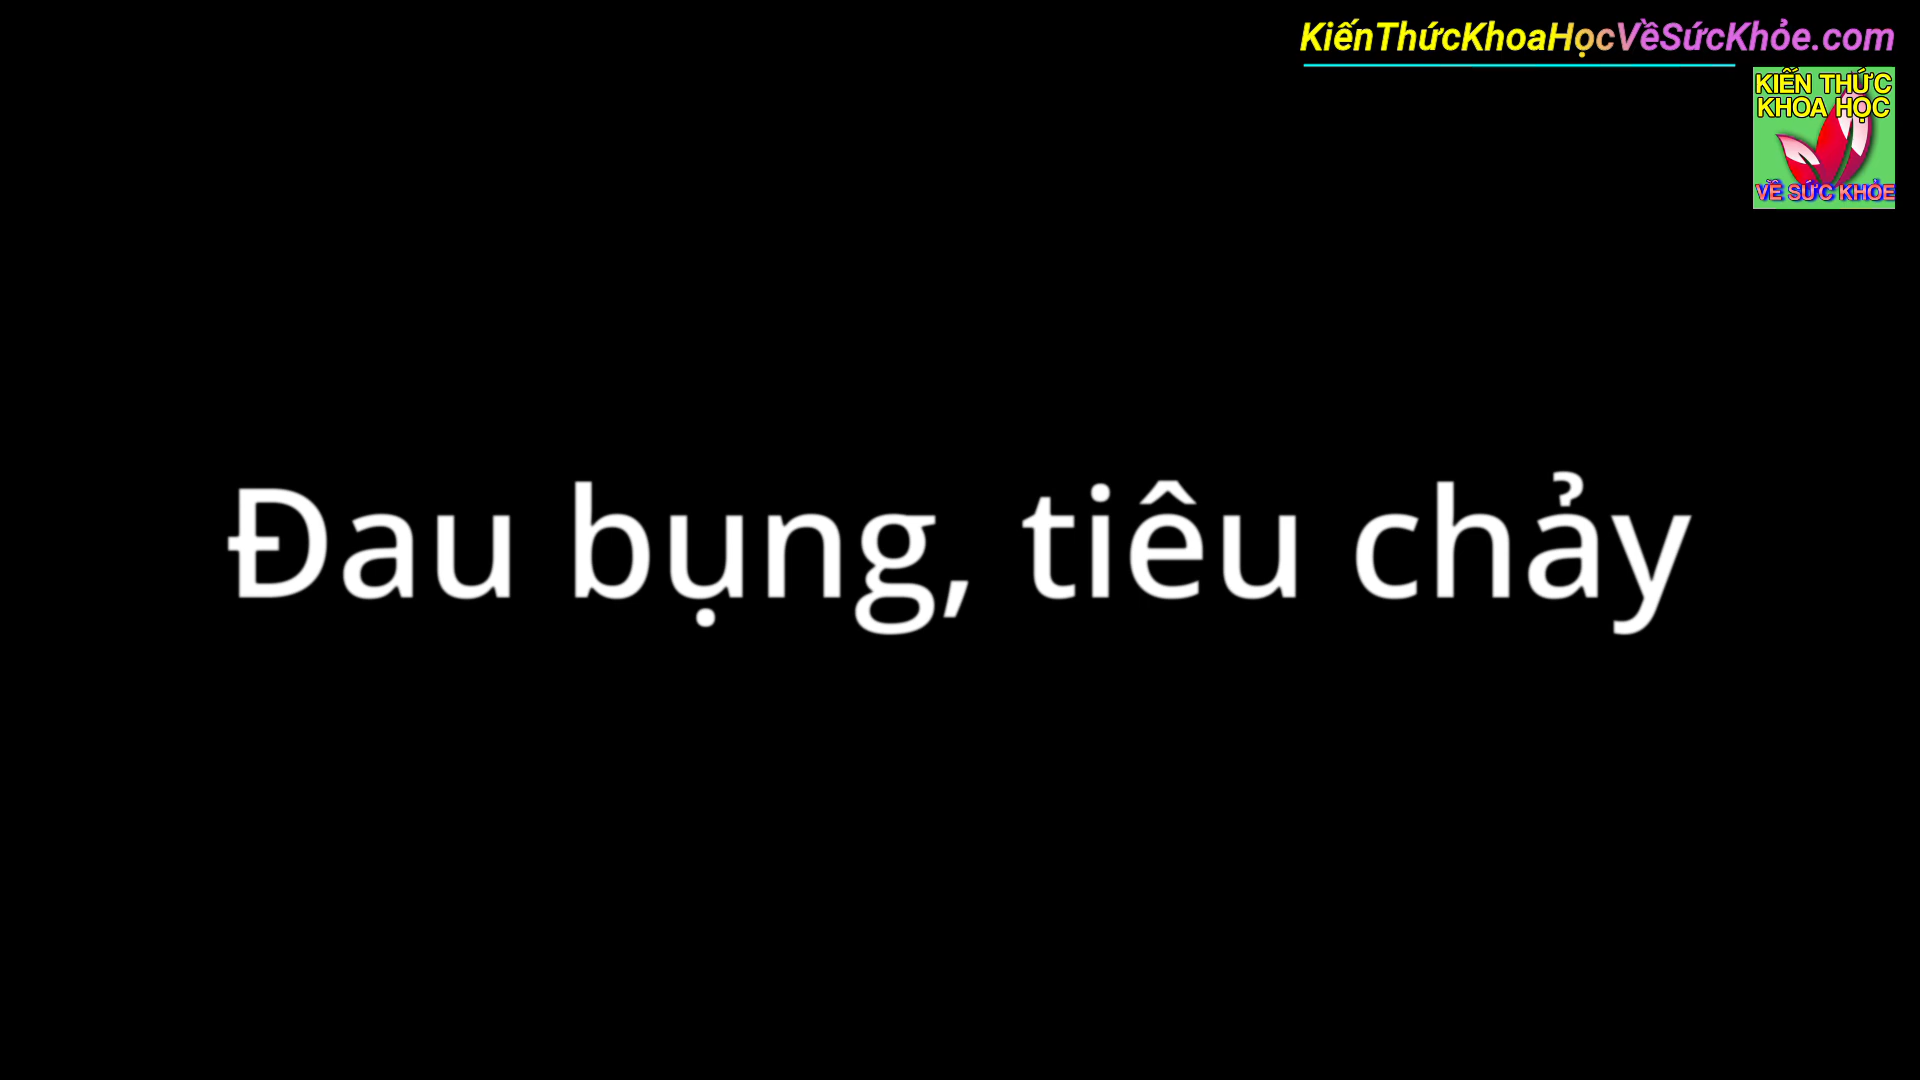 KiếnThứcKhoaHọcVềSứcKhỏe.com
KIẾN THỨC
KHOA HỌC
VỀ SỨC KHỎE
Đau bụng, tiêu chảy